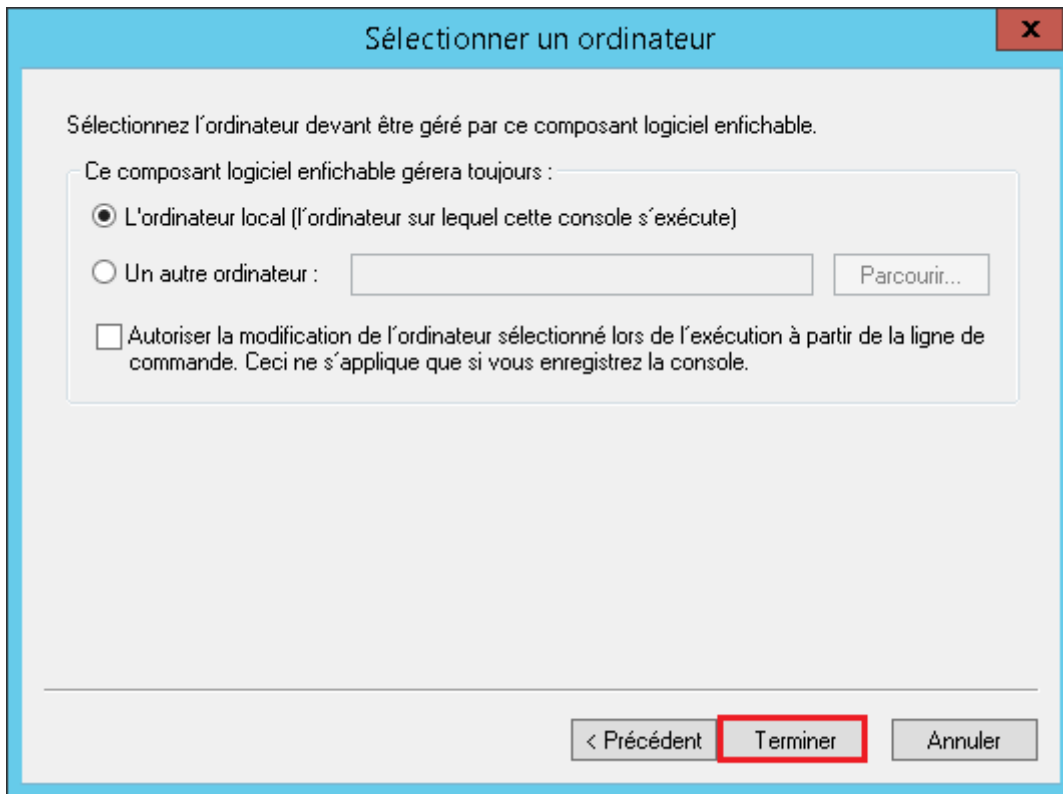 Sélectionner un ordinateur
x
Sélectionnez l´ordinateur devant être géré par ce composant logiciel enfichable.
Ce composant logiciel enfichable gérera toujours :
L'ordinateur local (l´ordinateur sur lequel cette console s´exécute)
Un autre ordinateur :
Parcourir...
Autoriser la modification de l´ordinateur sélectionné lors de l´exécution à partir de la ligne de
commande. Ceci ne s´applique que si vous enregistrez la console.
< Précédent
Terminer
Annuler